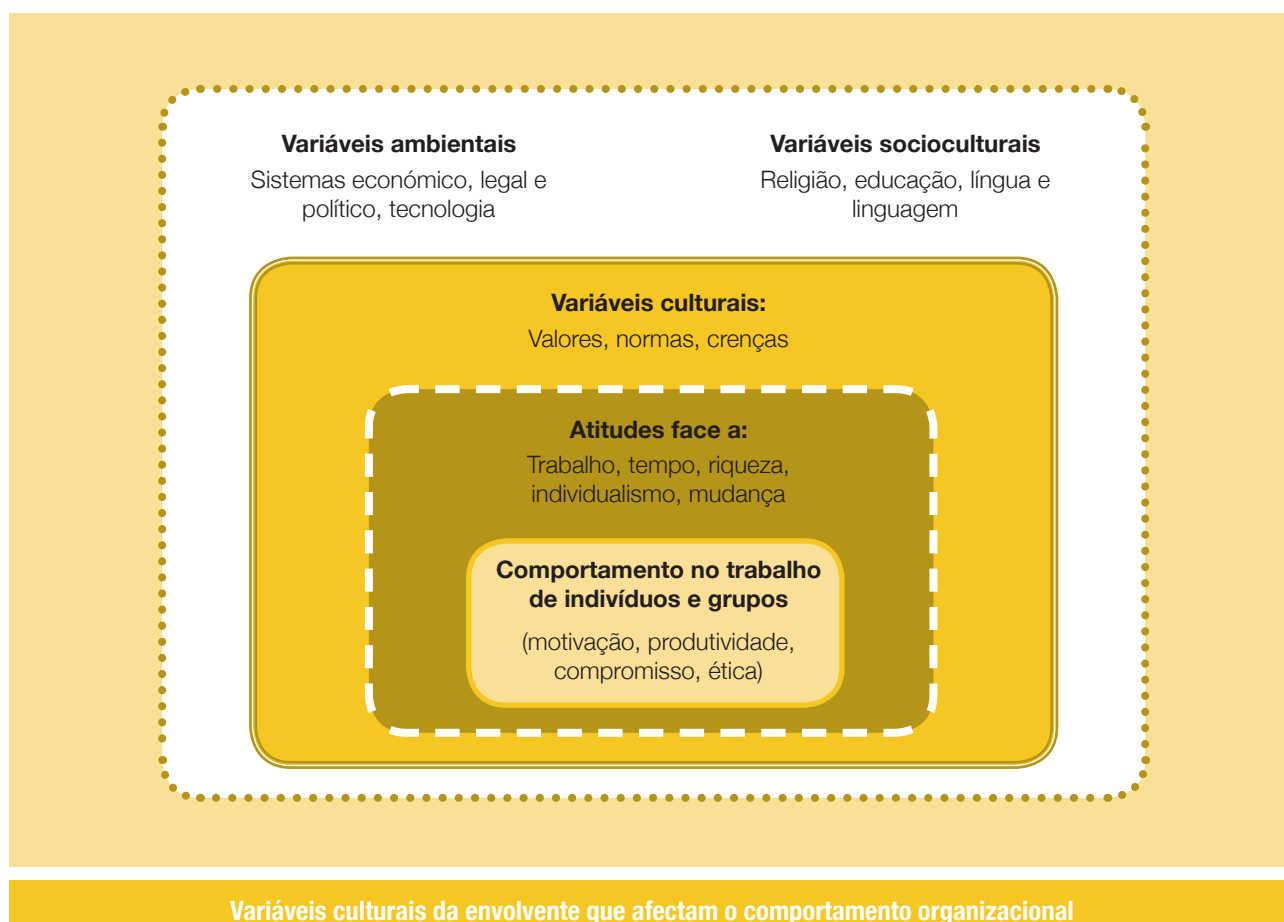 Variáveis ambientais
Sistemas económico, legal e
político, tecnologia
Variáveis socioculturais
Religião, educação, língua e
linguagem
Variáveis culturais:
Valores, normas, crenças
Atitudes face a:
Trabalho, tempo, riqueza,
individualismo, mudança
Comportamento no trabalho
de indivíduos e grupos
(motivação, produtividade,
compromisso, ética)
Variáveis culturais da envolvente que afectam o comportamento organizacional